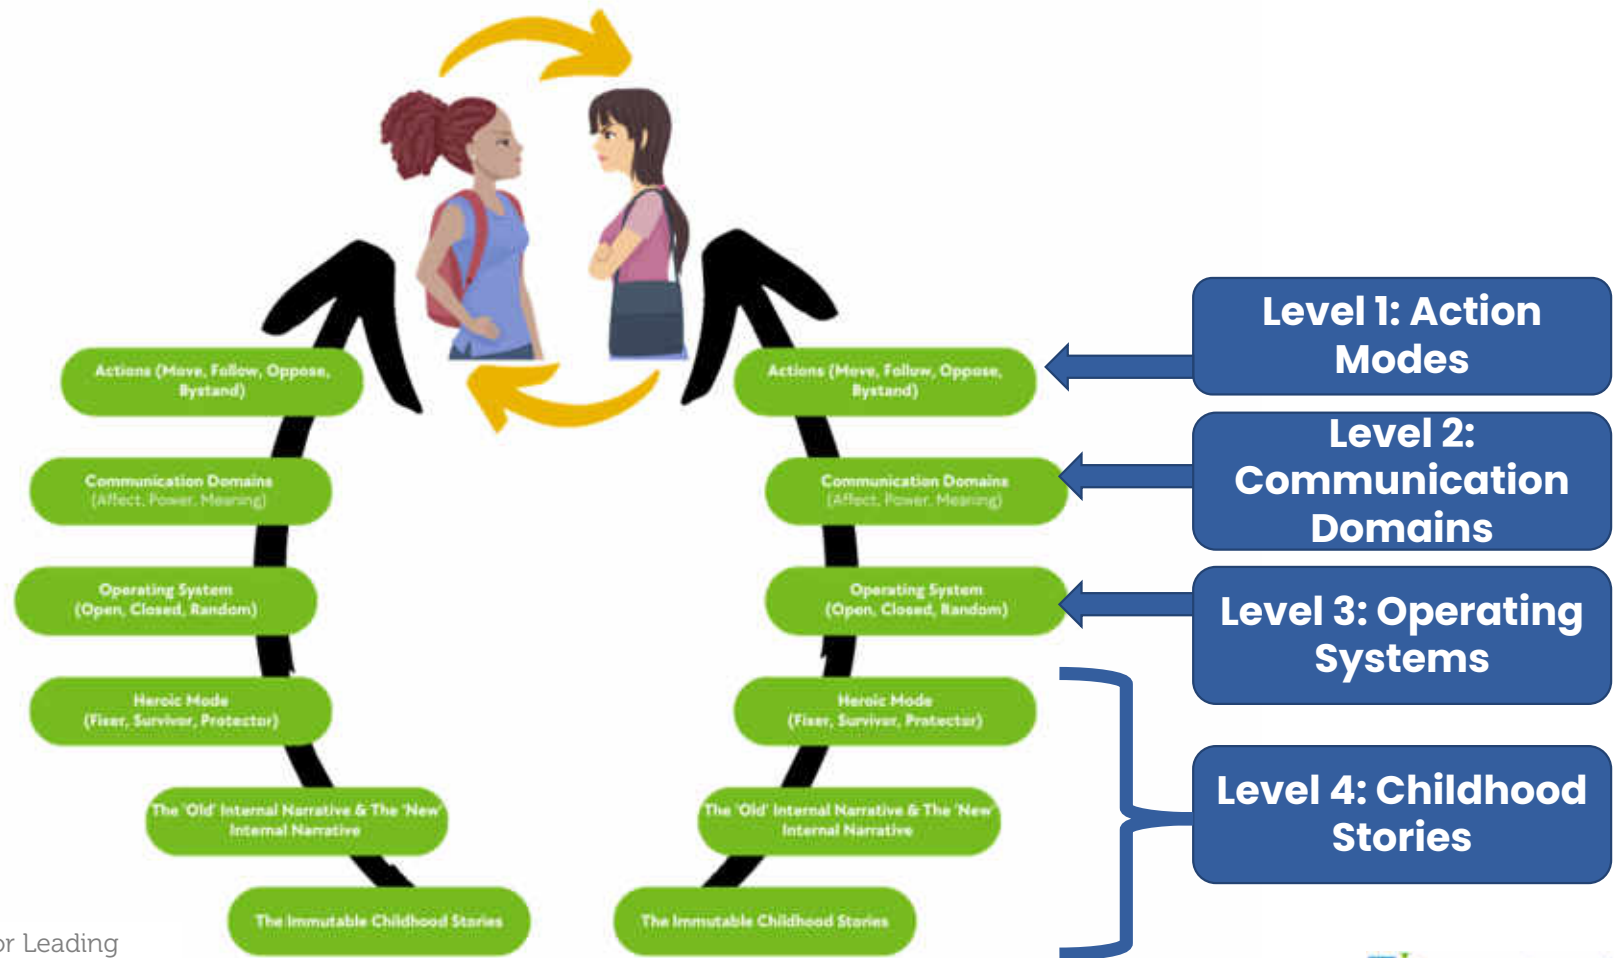 Actions (Move, Follow, Oppose,
Bystand)
Communication Domains
(Affect, Power, Meaning)
Operating System
(Open, Closed, Random)
Heroic Mode
(Fixer, Survivor, Protector)
The 'Old' Internal Narrative & The 'New'
Internal Narrative
The Immutable Childhood Stories
Actions (Move, Follow, Oppose,
Bystand)
Communication Domains
(Affect, Power, Meaning)
Operating System
(Open, Closed, Random)
Heroic Mode
(Fixer, Survivor, Protector)
The 'Old' Internal Narrative & The 'New'
Internal Narrative
The Immutable Childhood Stories
Level 1: Action
Modes
Level 2:
Communication
Domains
Level 3: Operating
Systems
Level 4: Childhood
Stories
or Leading